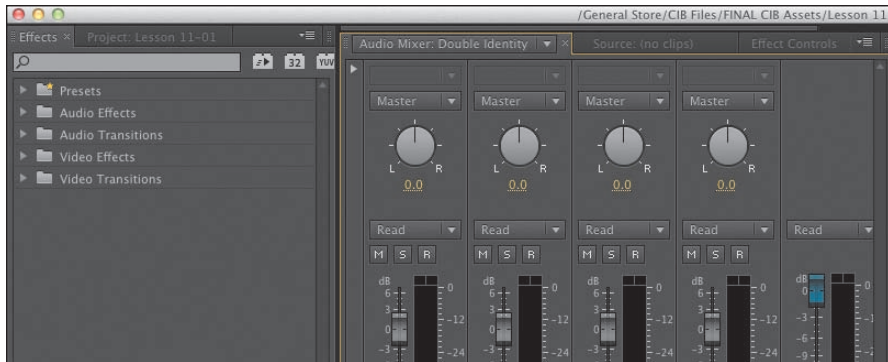 /General Store/CIB Files/FINAL CIB Assets/Lesson 11
Effects × Project: Lesson 11-01
32 YUV
Presets
Audio Effects
Audio Transitions
Video Effects
Video Transitions
Audio Mixer: Double Identity × Source: (no clips) Effect Controls
Master Master Master Master
L R L R L R L R
0.0 0.0 0.0 0.0
Read Read Read Read Read
M S R M S R M S R M S R
dB dB dB dB dB
6 0 6 0 6 0 6 0 0 0
3 3 3 3 -3
0 -12 0 -12 0 -12 0 -12 -6 -12
-3 -24 -3 -24 -3 -24 -3 -24 -9 -2